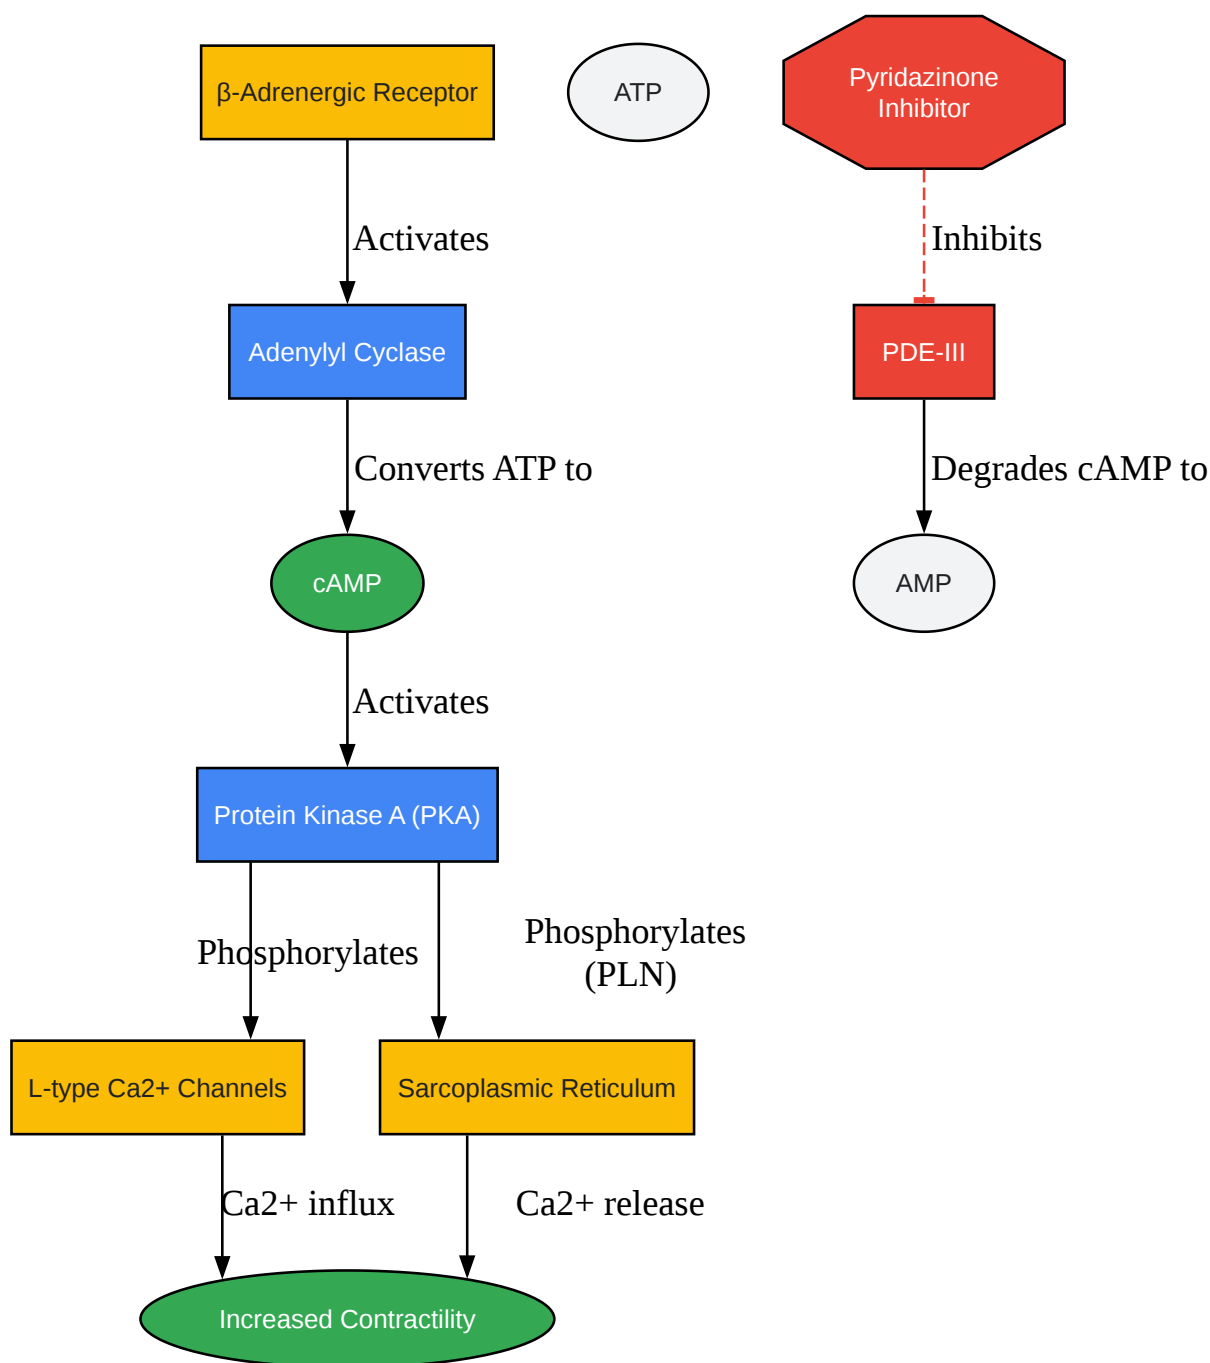 β-Adrenergic Receptor
ATP
Pyridazinone
Inhibitor
Activates
Inhibits
Adenylyl Cyclase
PDE-III
Converts ATP to
Degrades cAMP to
cAMP
AMP
Activates
Protein Kinase A (PKA)
Phosphorylates
Phosphorylates
(PLN)
L-type Ca2+ Channels
Sarcoplasmic Reticulum
Ca2+ influx
Ca2+ release
Increased Contractility